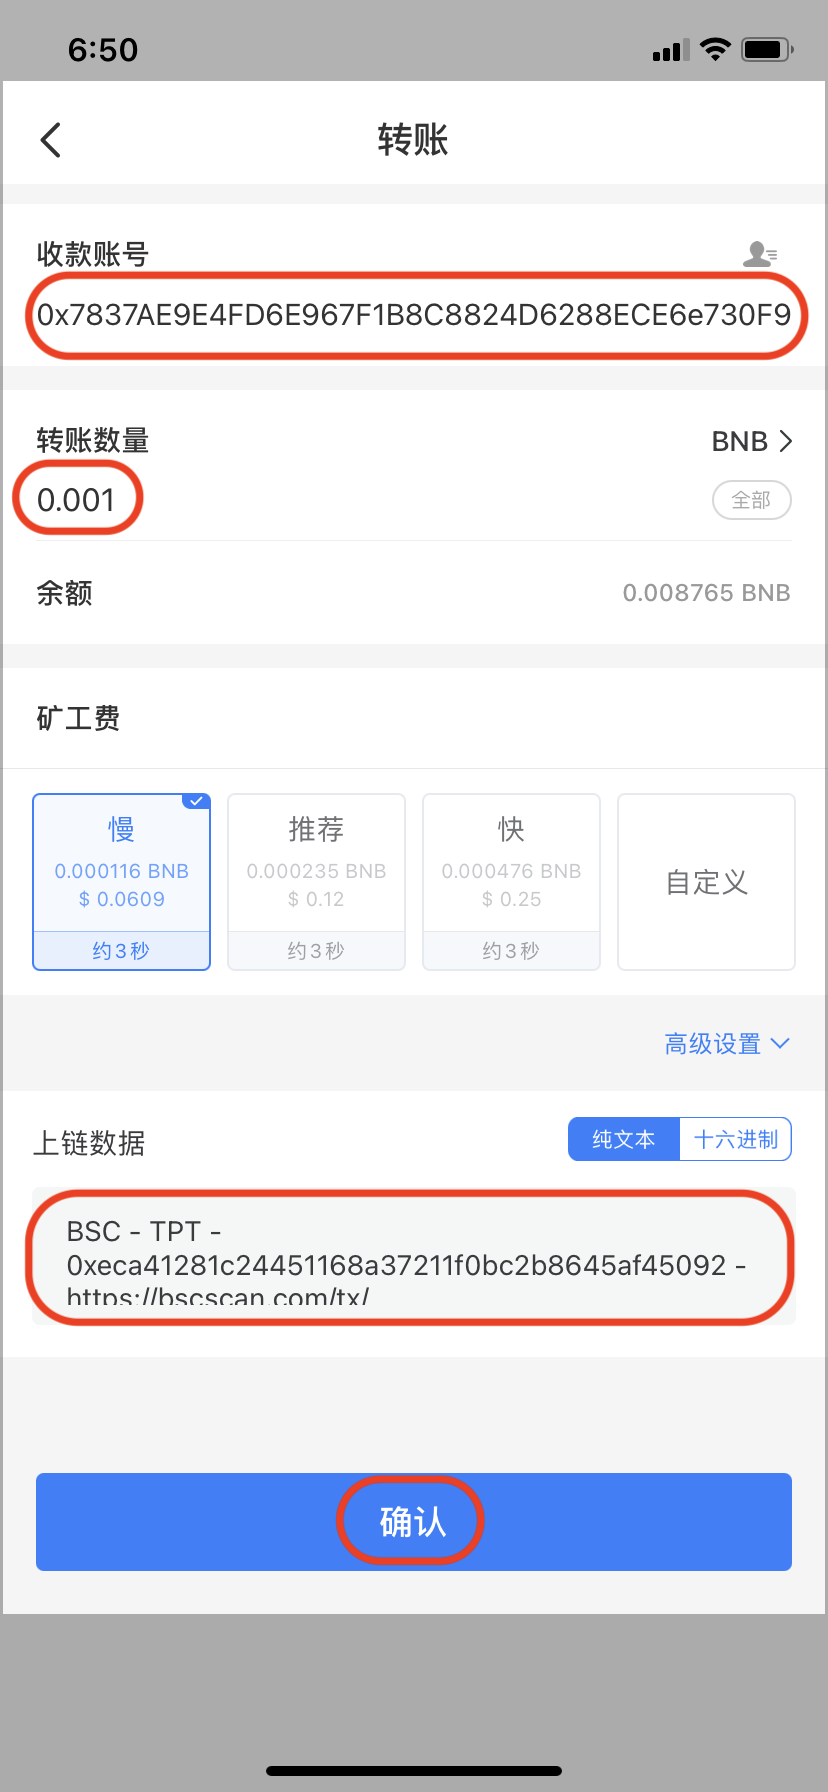 6:50
转账
收款账号
0x7837AE9E4FD6E967F1B8C8824D6288ECE6e730F9
转账数量
BNB
0.001
全部
余额
0.008765 BNB
矿工费
慢
0.000116 BNB
$ 0.0609
约3秒
推荐
0.000235 BNB
$ 0.12
约3秒
快
0.000476 BNB
$ 0.25
约3秒
自定义
高级设置
上链数据
纯文本
十六进制
BSC - TPT -
0xeca41281c24451168a37211f0bc2b8645af45092 -
https://bscscan.com/tx/
确认